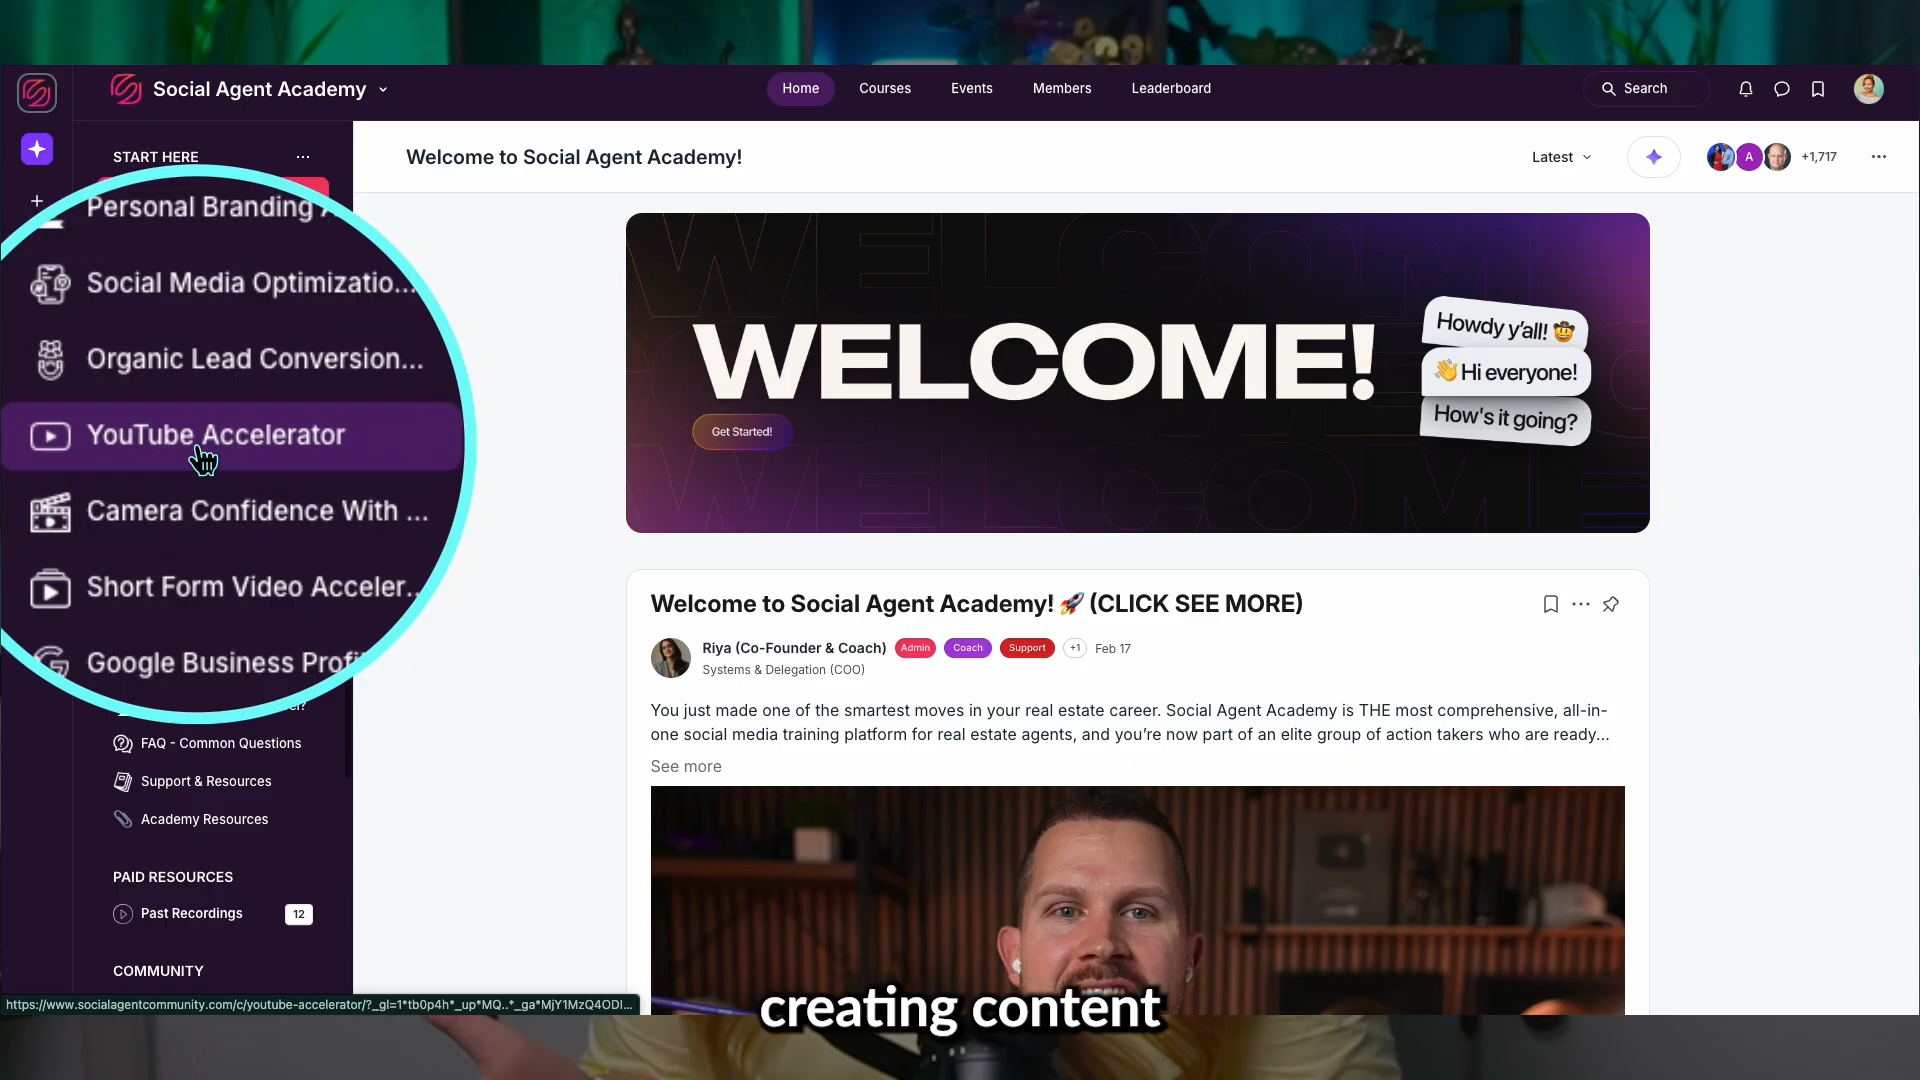 Social Agent Academy
Home
Courses
Events
Members
Leaderboard
Search
START HERE
Welcome to Social Agent Academy!
Latest
A
+1,717
Personal Branding
Social Media Optimizatio...
Organic Lead Conversion...
YouTube Accelerator
Camera Confidence With ...
Short Form Video Acceler...
Google Business Profi
FAQ - Common Questions
Support & Resources
Academy Resources
PAID RESOURCES
Past Recordings
12
COMMUNITY
https://www.socialagentcommunity.com/c/youtube-accelerator/?_gl=1*tb0p4h*_up*MQ..*_ga*MjY1MzQ4ODI...
WELCOME!
Get Started!
Howdy y'all! 🤠
👋 Hi everyone!
How's it going?
Welcome to Social Agent Academy! 🚀 (CLICK SEE MORE)
Riya (Co-Founder & Coach) Admin Coach Support +1 Feb 17
Systems & Delegation (COO)
You just made one of the smartest moves in your real estate career. Social Agent Academy is THE most comprehensive, all-in-
one social media training platform for real estate agents, and you're now part of an elite group of action takers who are ready...
See more
creating content